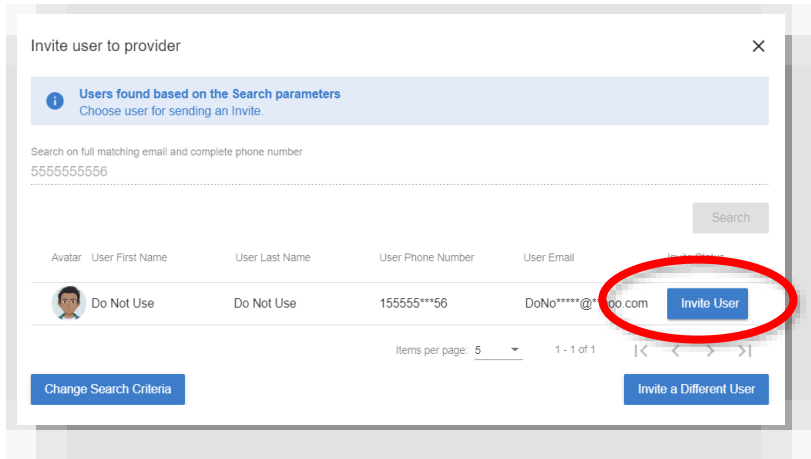 Invite user to provider
Users found based on the Search parameters
Choose user for sending an Invite.
Search on full matching email and complete phone number
5555555556
Search
Avatar User First Name User Last Name User Phone Number User Email Invite Status
Do Not Use Do Not Use 155555***56 DoNo*****@**hoo.com Invite User
Items per page: 5 1 - 1 of 1
Change Search Criteria Invite a Different User